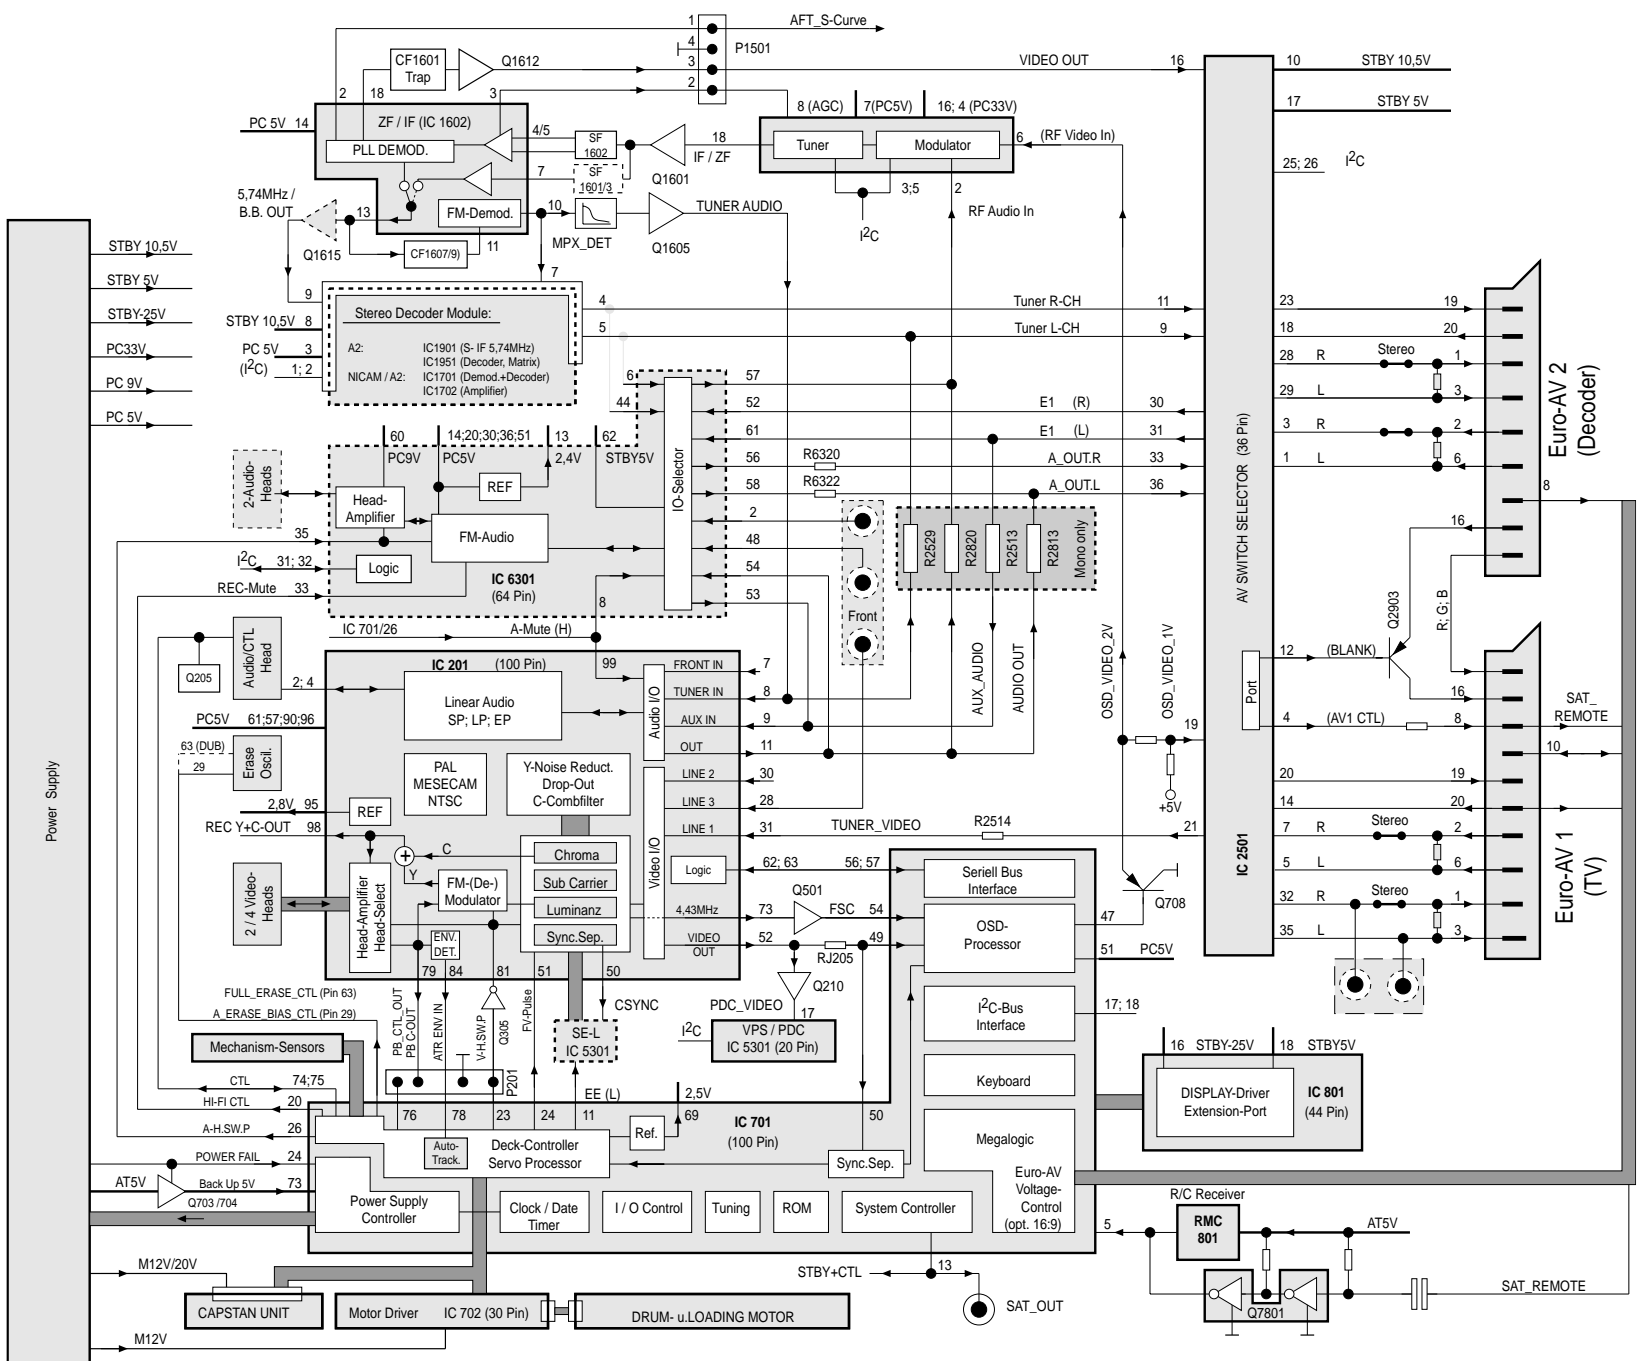 1
AFT_S-Curve
4
P1501
3
2
CF1601
Trap
Q1612
VIDEO OUT
16
10
STBY 10,5V
17
STBY 5V
25; 26
I²C
2
18
3
PC 5V
14
ZF / IF (IC 1602)
PLL DEMOD.
4/5
SF
1602
7
SF
1601/3
Q1601
18
IF / ZF
8 (AGC)
7(PC5V)
16; 4 (PC33V)
Tuner
Modulator
6
(RF Video In)
3;5
2
I²C
RF Audio In
5,74MHz /
B.B. OUT
13
Q1615
FM-Demod.
10
MPX_DET
Q1605
TUNER AUDIO
CF1607/9)
11
7
STBY 10,5V
STBY 5V
STBY-25V
PC33V
PC 9V
PC 5V
Power Supply
9
STBY 10,5V
8
PC 5V
3
(I²C)
1; 2
Stereo Decoder Module:
A2:
IC1901 (S- IF 5,74MHz)
IC1951 (Decoder, Matrix)
NICAM / A2:
IC1701 (Demod.+Decoder)
IC1702 (Amplifier)
4
5
Tuner R-CH
11
Tuner L-CH
9
23
19
18
20
28
R
Stereo
1
29
L
3
3
R
2
1
L
6
8
16
Euro-AV 2
(Decoder)
6
57
44
52
E1
(R)
30
61
E1
(L)
31
56
R6320
A_OUT.R
33
58
R6322
A_OUT.L
36
2
48
54
53
IO-Selector
60
PC9V
14;20;30;36;51
PC5V
13
2,4V
62
STBY5V
REF
2-Audio-
Heads
Head-
Amplifier
FM-Audio
35
I²C
31; 32
Logic
IC 6301
(64 Pin)
REC-Mute
33
8
IC 701/26
A-Mute (H)
Front
R2529
R2820
R2513
R2813
Mono only
AV SWITCH SELECTOR (36 Pin)
IC 2501
Port
Q2903
R; G; B
12
(BLANK)
16
4
(AV1 CTL)
8
SAT_
REMOTE
10
20
19
14
20
7
R
Stereo
2
5
L
6
32
R
Stereo
1
35
L
3
Euro-AV 1
(TV)
Audio/CTL
Head
Q205
2; 4
IC 201
(100 Pin)
99
Linear Audio
SP; LP; EP
Audio I/O
FRONT IN
7
TUNER IN
8
AUX IN
9
OUT
11
AUX_AUDIO
AUDIO OUT
OSD_VIDEO_2V
OSD_VIDEO_1V
19
+5V
PC5V
61;57;90;96
63 (DUB)
29
Erase
Oscil.
PAL
MESECAM
NTSC
Y-Noise Reduct.
Drop-Out
C-Combfilter
Video I/O
LINE 2
30
LINE 3
28
LINE 1
31
TUNER_VIDEO
R2514
21
2,8V
95
REF
REC Y+C-OUT
98
C
Y
Chroma
Sub Carrier
Luminanz
Sync.Sep.
FM-(De-)
Modulator
2 / 4 Video-
Heads
Head-Amplifier
Head-Select
ENV.
DET.
Logic
62; 63
56; 57
4,43MHz
73
Q501
FSC
54
VIDEO
OUT
52
RJ205
49
79
84
81
51
50
Q210
PDC_VIDEO
17
I²C
VPS / PDC
IC 5301 (20 Pin)
Seriell Bus
Interface
OSD-
Processor
47
Q708
51
PC5V
I²C-Bus
Interface
17; 18
Keyboard
Megalogic
Euro-AV
Voltage-
Control
(opt. 16:9)
FULL_ERASE_CTL (Pin 63)
A_ERASE_BIAS_CTL (Pin 29)
PB_CTL_OUT
PB C-OUT
ATR ENV IN
V-H.SW.P
Q305
FV-Pulse
CSYNC
SE-L
IC 5301
P201
Mechanism-Sensors
CTL
74;75
HI-FI CTL
20
A-H.SW.P
26
POWER FAIL
24
AT5V
Back Up 5V
73
Q703 /704
76
78
23
24
11
EE (L)
2,5V
69
IC 701
(100 Pin)
50
Auto-
Track.
Deck-Controller
Servo Processor
Ref.
Sync.Sep.
Power Supply
Controller
Clock / Date
Timer
I / O Control
Tuning
ROM
System Controller
16
STBY-25V
18
STBY5V
DISPLAY-Driver
Extension-Port
IC 801
(44 Pin)
5
R/C Receiver
RMC
801
AT5V
Q7801
SAT_REMOTE
STBY+CTL
13
SAT_OUT
M12V/20V
CAPSTAN UNIT
Motor Driver
IC 702 (30 Pin)
DRUM- u.LOADING MOTOR
M12V